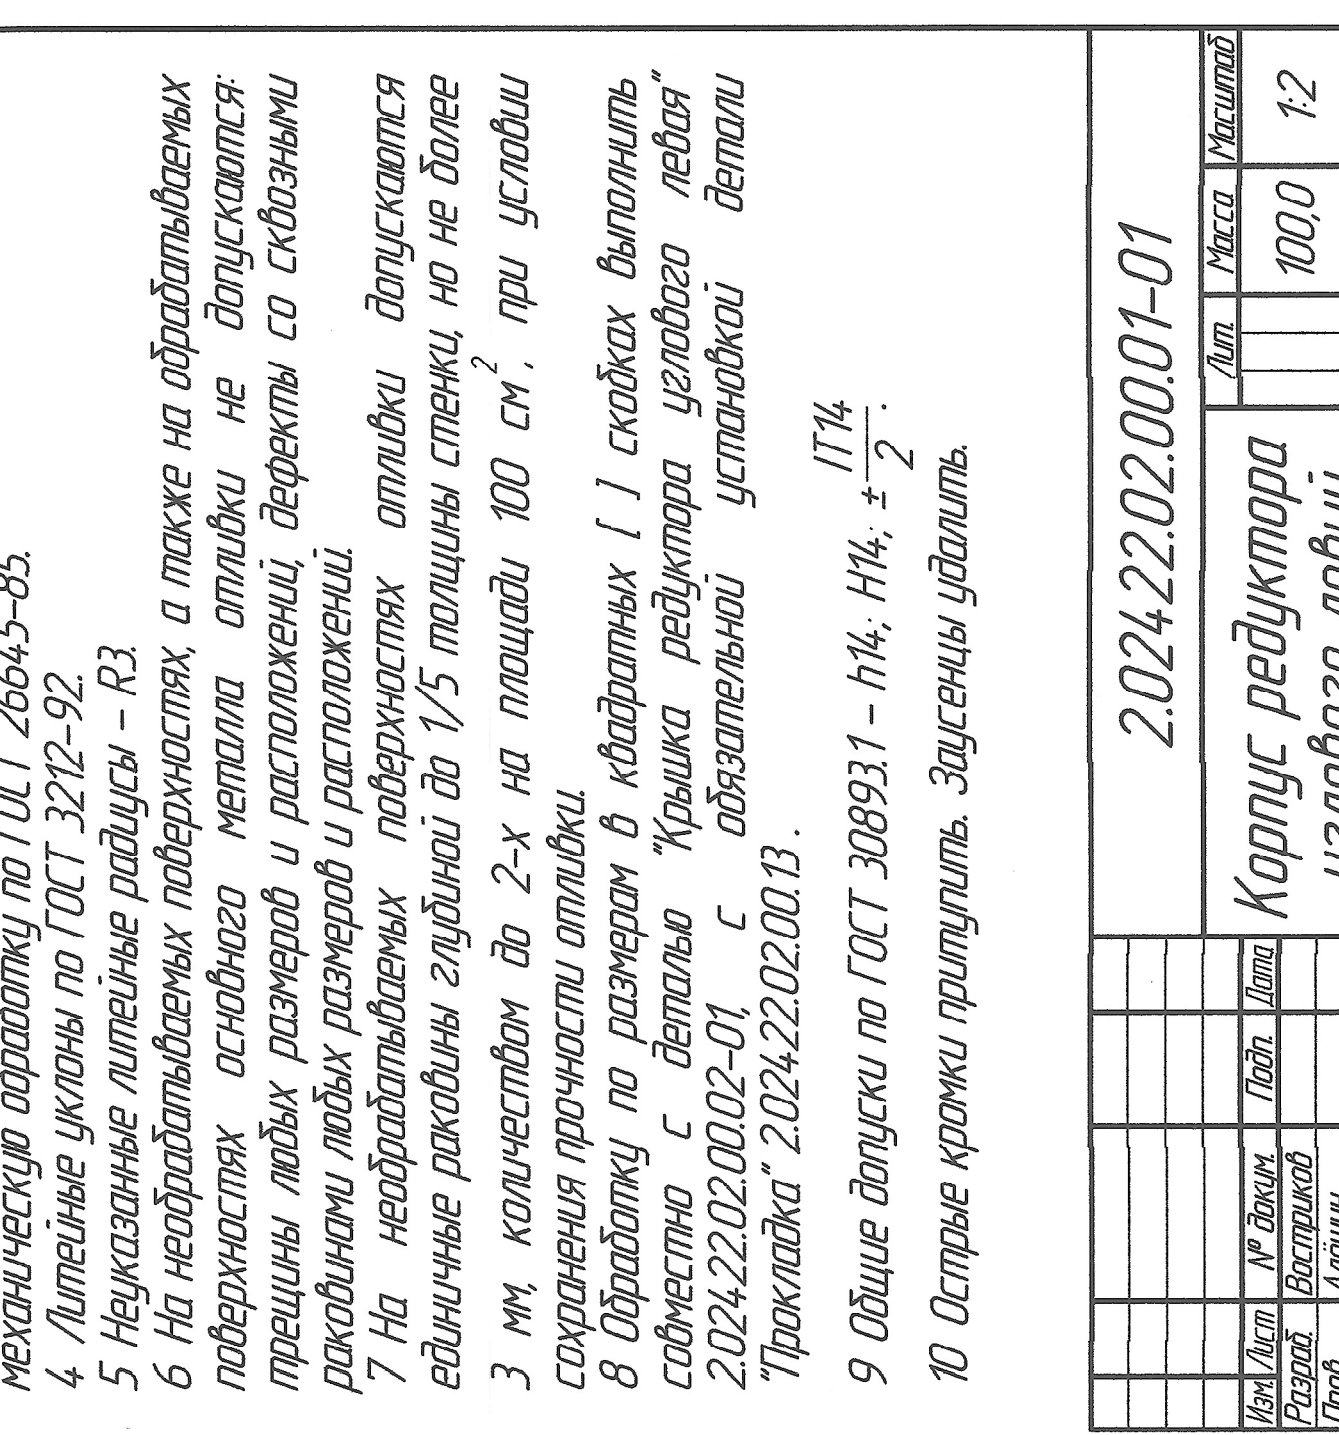 механическую обработку по ГОСТ 26645-85.
4 Литейные уклоны по ГОСТ 3212-92.
5 Неуказанные литейные радиусы - R3.
6 На необрабатываемых поверхностях, а также на обрабатываемых
поверхностях основного металла отливки не допускаются:
трещины любых размеров и расположений, дефекты со сквозными
раковинами любых размеров и расположений.
7 На необрабатываемых поверхностях отливки допускаются
единичные раковины глубиной до 1/5 толщины стенки, но не более
3 мм, количеством до 2-х на площади 100 см², при условии
сохранения прочности отливки.
8 Обработку по размерам в квадратных [ ] скобках выполнить
совместно с деталью "Крышка редуктора углового левая"
2.02422.02.00.02-01, с обязательной установкой детали
"Прокладка" 2.02422.02.00.13 .
9 Общие допуски по ГОСТ 30893.1 - h14; H14; ± IT14/2 .
10 Острые кромки притупить. Заусенцы удалить.
2.02422.02.00.01-01
Изм. Лист № докум. Подп. Дата
Разраб. Востриков
Пров.
Корпус редуктора
углового левый
Лит. Масса Масштаб
100,0 1:2